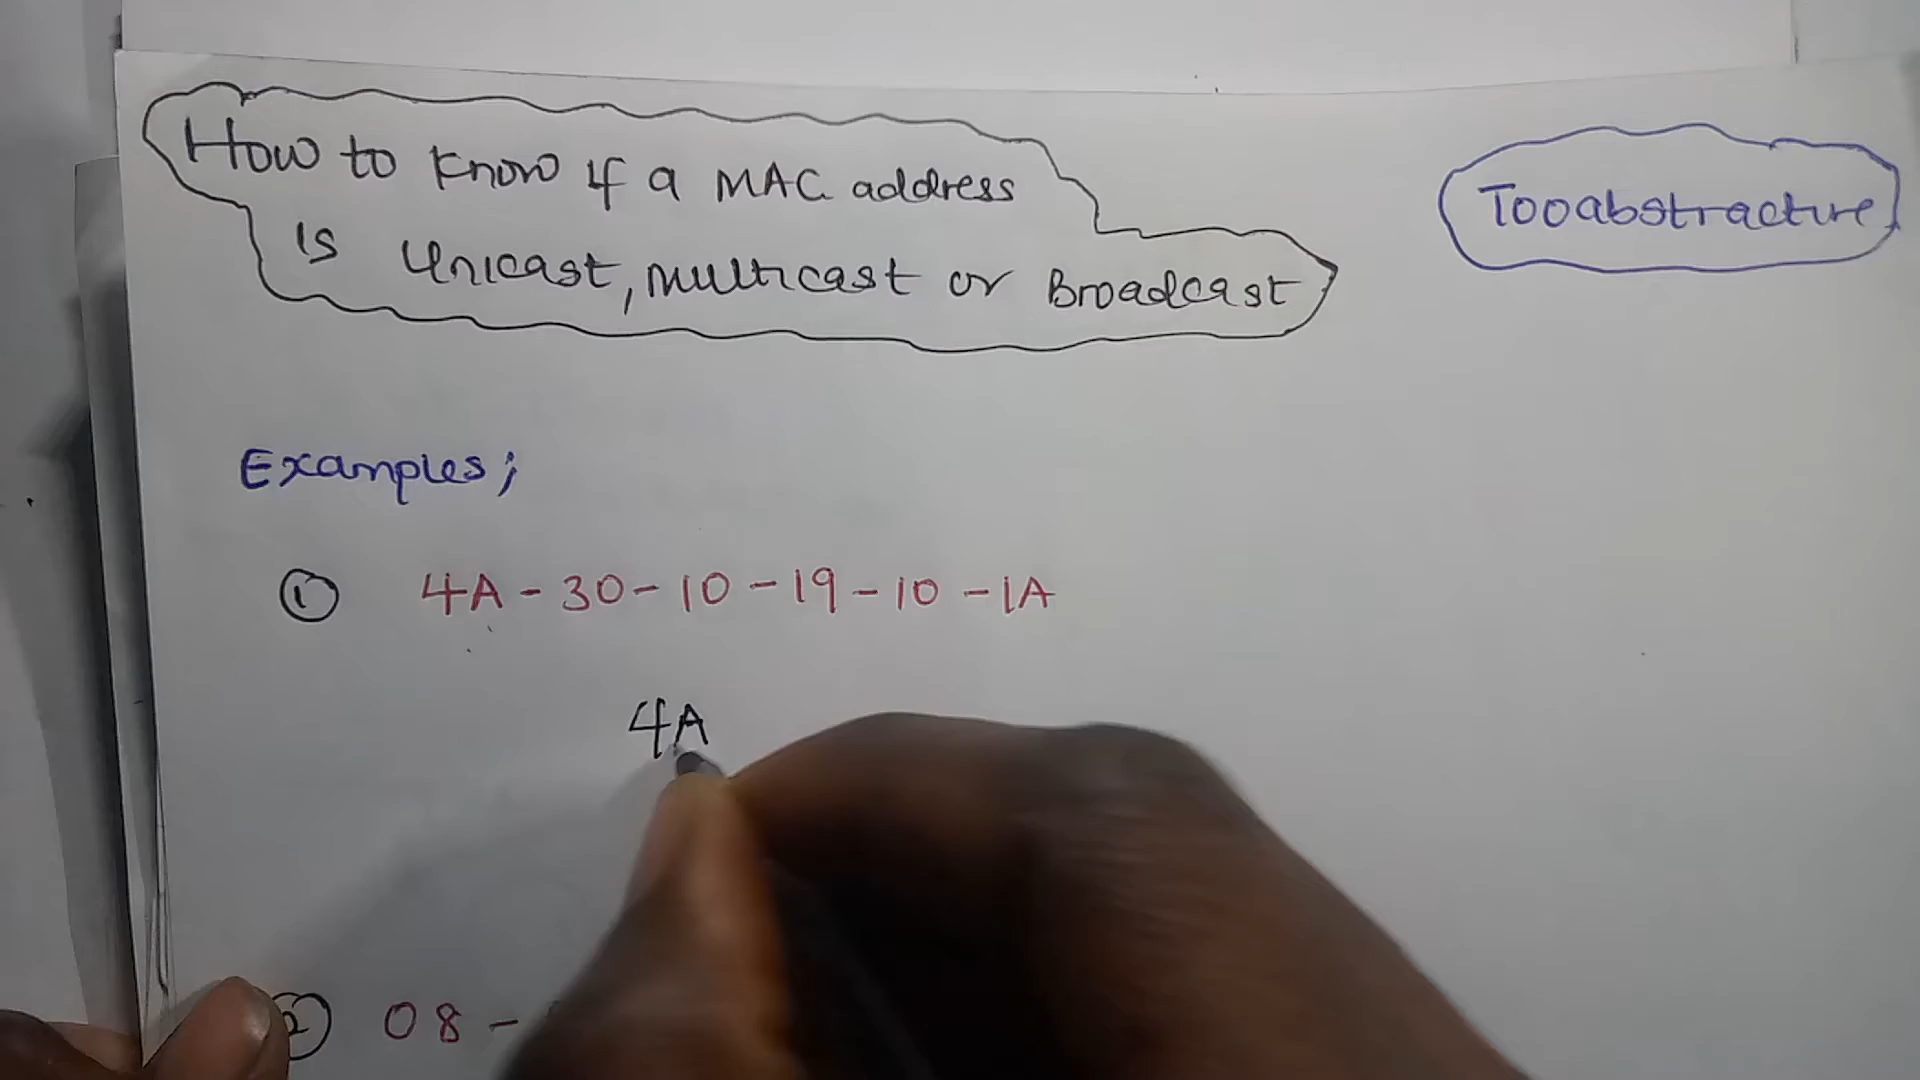 How to know if a MAC address
Tooabstracture
is Unicast, multicast or Broadcast
Examples;
① 4A - 30 - 10 - 19 - 10 - 1A
4A
② 08 -